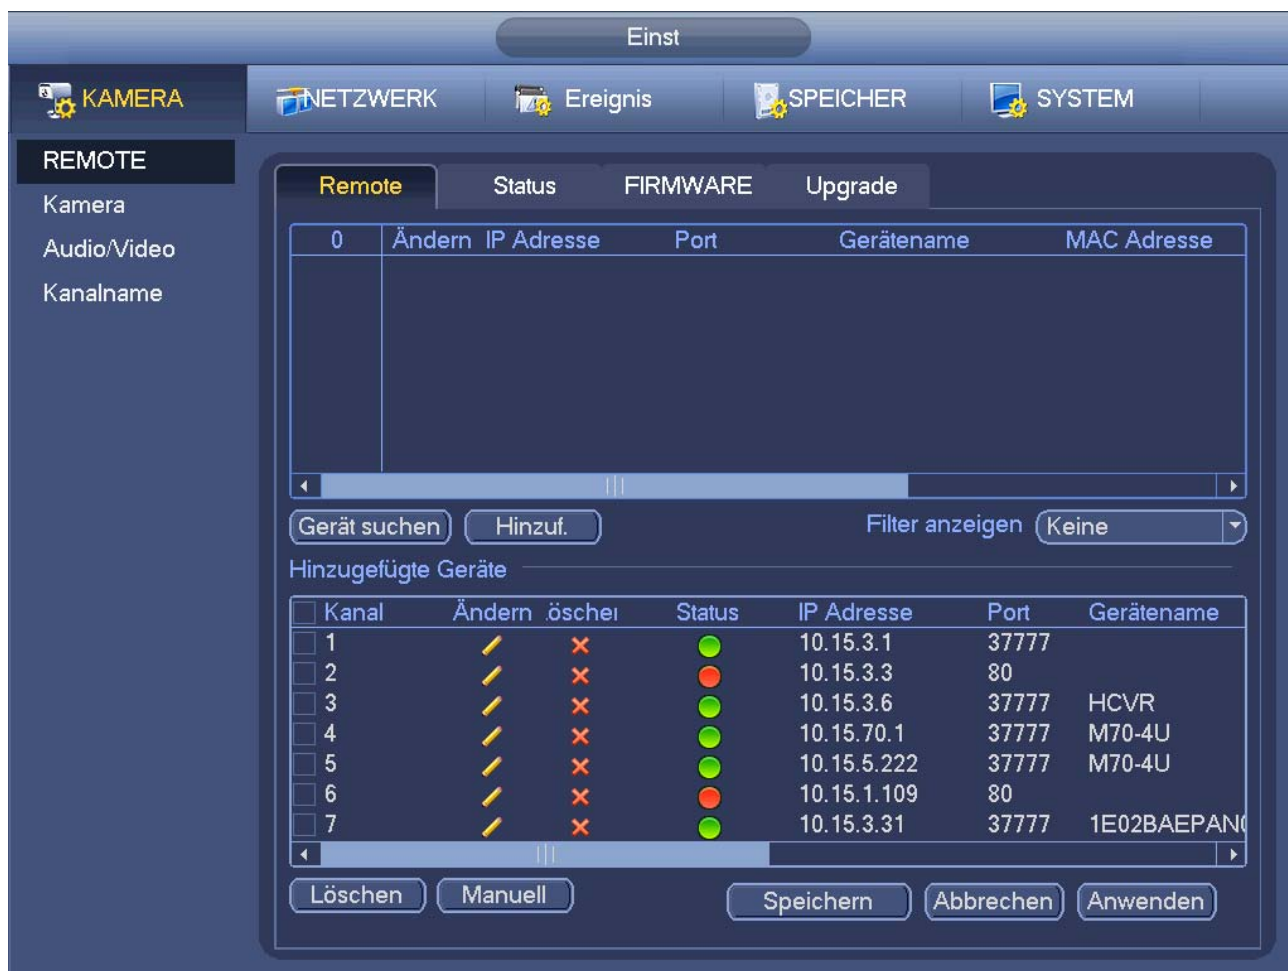 Einst
KAMERA NETZWERK Ereignis SPEICHER SYSTEM
REMOTE
Kamera
Audio/Video
Kanalname
Remote Status FIRMWARE Upgrade
0 Ändern IP Adresse Port Gerätename MAC Adresse
Gerät suchen Hinzuf. Filter anzeigen Keine
Hinzugefügte Geräte
Kanal Ändern .öscher Status IP Adresse Port Gerätename
1 10.15.3.1 37777
2 10.15.3.3 80
3 10.15.3.6 37777 HCVR
4 10.15.70.1 37777 M70-4U
5 10.15.5.222 37777 M70-4U
6 10.15.1.109 80
7 10.15.3.31 37777 1E02BAEPAN0
Löschen Manuell Speichern Abbrechen Anwenden